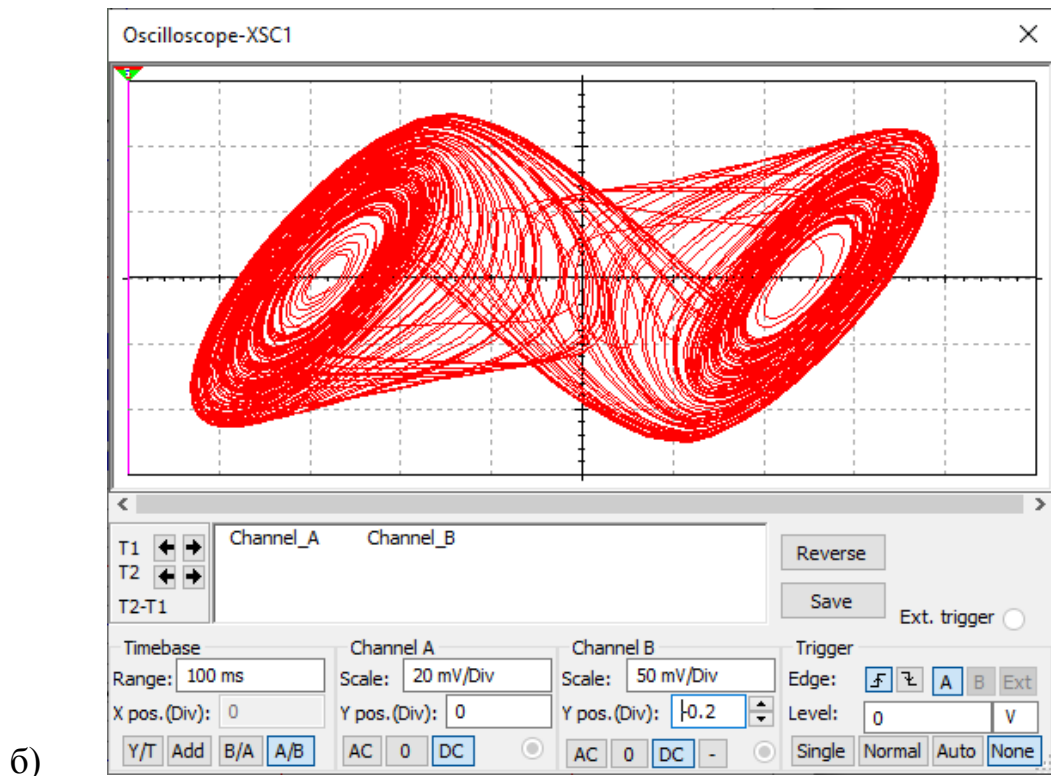 Oscilloscope-XSC1
T1
T2
T2-T1
Channel_A Channel_B
Reverse
Save
Ext. trigger
Timebase
Range: 100 ms
X pos.(Div): 0
Y/T Add B/A A/B
Channel A
Scale: 20 mV/Div
Y pos.(Div): 0
AC 0 DC
Channel B
Scale: 50 mV/Div
Y pos.(Div): -0.2
AC 0 DC -
Trigger
Edge: A B Ext
Level: 0 V
Single Normal Auto None
б)